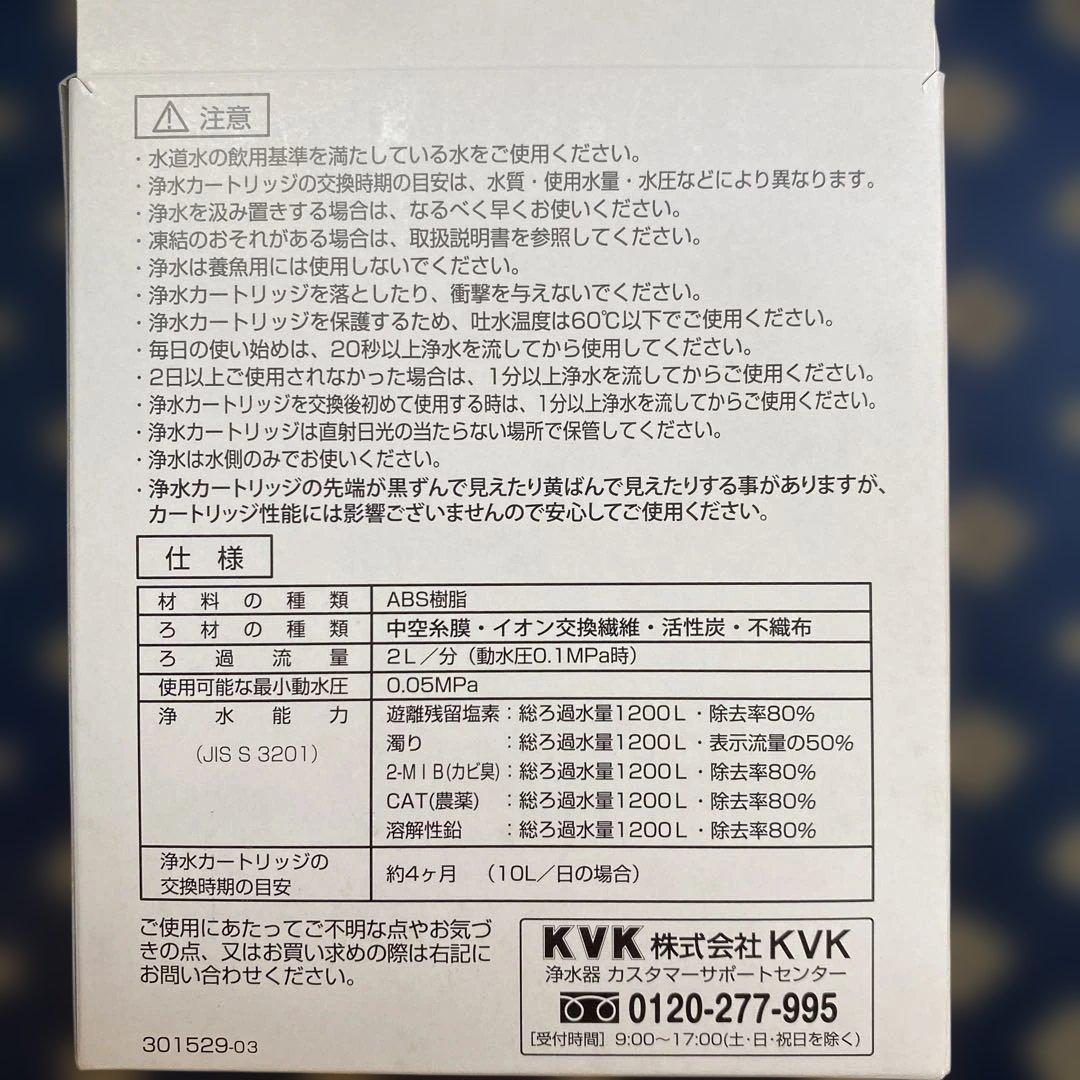 注意
・水道水の飲用基準を満たしている水をご使用ください。
・浄水カートリッジの交換時期の目安は、水質・使用水量・水圧などにより異なります。
・浄水を汲み置きする場合は、なるべく早くお使いください。
・凍結のおそれがある場合は、取扱説明書を参照してください。
・浄水は養魚用には使用しないでください。
・浄水カートリッジを落としたり、衝撃を与えないでください。
・浄水カートリッジを保護するため、吐水温度は60℃以下でご使用ください。
・毎日の使い始めは、20秒以上浄水を流してから使用してください。
・2日以上ご使用されなかった場合は、1分以上浄水を流してからご使用ください。
・浄水カートリッジを交換後初めて使用する時は、1分以上浄水を流してからご使用ください。
・浄水カートリッジは直射日光の当たらない場所で保管してください。
・浄水は水側のみでお使いください。
・浄水カートリッジの先端が黒ずんで見えたり黄ばんで見えたりする事がありますが、
カートリッジ性能には影響ございませんので安心してご使用ください。
仕様
材料の種類 ABS樹脂
ろ材の種類 中空糸膜・イオン交換繊維・活性炭・不織布
ろ過流量 2L／分（動水圧0.1MPa時）
使用可能な最小動水圧 0.05MPa
浄水能力 遊離残留塩素：総ろ過水量1200L・除去率80%
（JIS S 3201） 濁り：総ろ過水量1200L・表示流量の50%
2-MIB(カビ臭)：総ろ過水量1200L・除去率80%
CAT(農薬)：総ろ過水量1200L・除去率80%
溶解性鉛：総ろ過水量1200L・除去率80%
浄水カートリッジの
交換時期の目安 約4ヶ月（10L／日の場合）
ご使用にあたってご不明な点やお気づ
きの点、又はお買い求めの際は右記に
お問い合わせください。
KVK 株式会社KVK
浄水器 カスタマーサポートセンター
0120-277-995
［受付時間］9:00〜17:00(土・日・祝日を除く)
301529-03